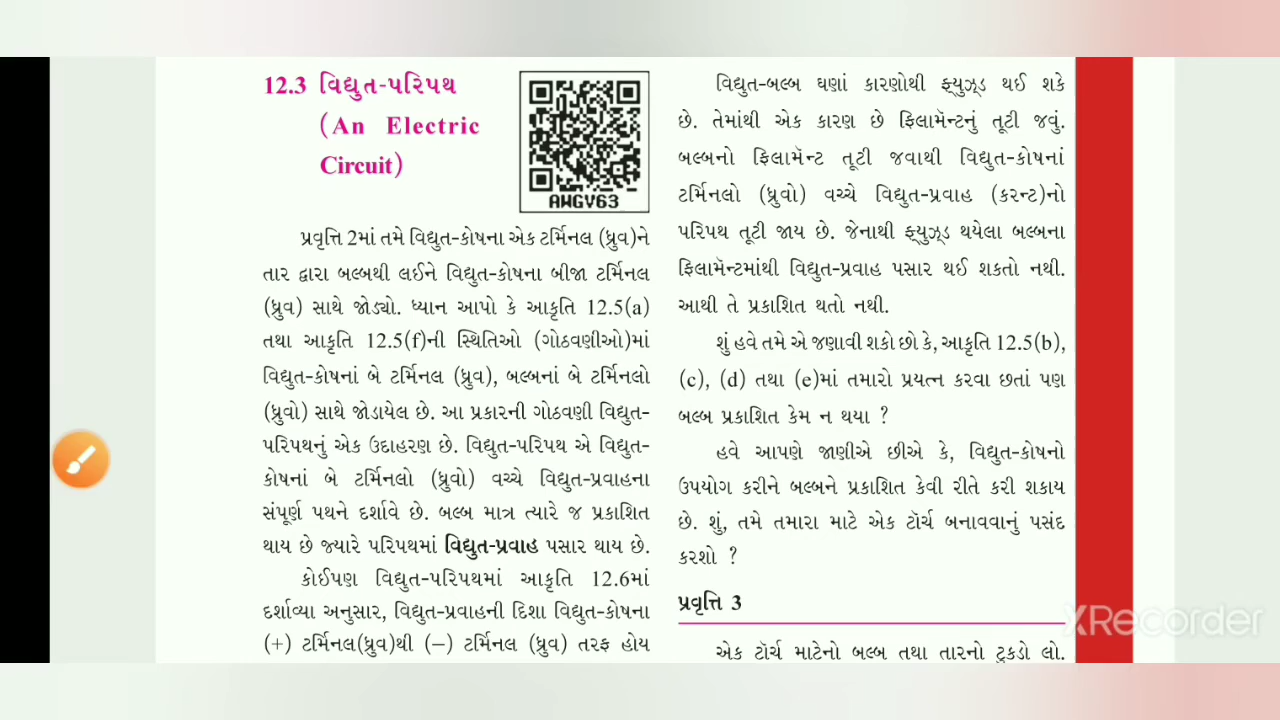 12.3 વિદ્યુત-પરિપથ
(An Electric
Circuit)
AWGV63
પ્રવૃત્તિ 2માં તમે વિદ્યુત-કોષના એક ટર્મિનલ (ધ્રુવ)ને
તાર દ્વારા બલ્બથી લઈને વિદ્યુત-કોષના બીજા ટર્મિનલ
(ધ્રુવ) સાથે જોડ્યો. ધ્યાન આપો કે આકૃતિ 12.5(a)
તથા આકૃતિ 12.5(f)ની સ્થિતિઓ (ગોઠવણીઓ)માં
વિદ્યુત-કોષનાં બે ટર્મિનલ (ધ્રુવ), બલ્બનાં બે ટર્મિનલો
(ધ્રુવો) સાથે જોડાયેલ છે. આ પ્રકારની ગોઠવણી વિદ્યુત-
પરિપથનું એક ઉદાહરણ છે. વિદ્યુત-પરિપથ એ વિદ્યુત-
કોષનાં બે ટર્મિનલો (ધ્રુવો) વચ્ચે વિદ્યુત-પ્રવાહના
સંપૂર્ણ પથને દર્શાવે છે. બલ્બ માત્ર ત્યારે જ પ્રકાશિત
થાય છે જ્યારે પરિપથમાં વિદ્યુત-પ્રવાહ પસાર થાય છે.
કોઈપણ વિદ્યુત-પરિપથમાં આકૃતિ 12.6માં
દર્શાવ્યા અનુસાર, વિદ્યુત-પ્રવાહની દિશા વિદ્યુત-કોષના
(+) ટર્મિનલ(ધ્રુવ)થી (−) ટર્મિનલ (ધ્રુવ) તરફ હોય
વિદ્યુત-બલ્બ ઘણાં કારણોથી ફ્યુઝ્ડ થઈ શકે
છે. તેમાંથી એક કારણ છે ફિલામૅન્ટનું તૂટી જવું.
બલ્બનો ફિલામૅન્ટ તૂટી જવાથી વિદ્યુત-કોષનાં
ટર્મિનલો (ધ્રુવો) વચ્ચે વિદ્યુત-પ્રવાહ (કરન્ટ)નો
પરિપથ તૂટી જાય છે. જેનાથી ફ્યુઝ્ડ થયેલા બલ્બના
ફિલામૅન્ટમાંથી વિદ્યુત-પ્રવાહ પસાર થઈ શકતો નથી.
આથી તે પ્રકાશિત થતો નથી.
શું હવે તમે એ જણાવી શકો છો કે, આકૃતિ 12.5(b),
(c), (d) તથા (e)માં તમારો પ્રયત્ન કરવા છતાં પણ
બલ્બ પ્રકાશિત કેમ ન થયા ?
હવે આપણે જાણીએ છીએ કે, વિદ્યુત-કોષનો
ઉપયોગ કરીને બલ્બને પ્રકાશિત કેવી રીતે કરી શકાય
છે. શું, તમે તમારા માટે એક ટૉર્ચ બનાવવાનું પસંદ
કરશો ?
પ્રવૃત્તિ 3
એક ટૉર્ચ માટેનો બલ્બ તથા તારનો ટુકડો લો.
XRecorder